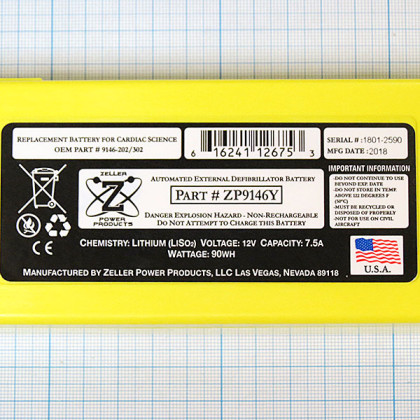 REPLACEMENT BATTERY FOR CARDIAC SCIENCE
OEM PART # 9146-202/302
6 16241 12675 3
SERIAL # :1801-2590
MFG DATE :2018
ZELLER
Z
POWER
PRODUCTS
AUTOMATED EXTERNAL DEFIBRILLATOR BATTERY
PART # ZP9146Y
DANGER EXPLOSION HAZARD - NON-RECHARGEABLE
DO NOT ATTEMPT TO CHARGE THIS BATTERY
IMPORTANT INFORMATION
-DO NOT CONTINUE TO USE
BEYOND EXP DATE
-DO NOT STORE IN TEMP
ABOVE 122 DEGREES F
(50°C)
-MUST BE RECYCLED OR
DISPOSED OF PROPERLY
-NOT FOR USE ON CIVIL
AIRCRAFT
U.S.A.
CE
CHEMISTRY: LITHIUM (LISO₂) VOLTAGE: 12V CAPACITY: 7.5A
WATTAGE: 90WH
MANUFACTURED BY ZELLER POWER PRODUCTS, LLC LAS VEGAS, NEVADA 89118